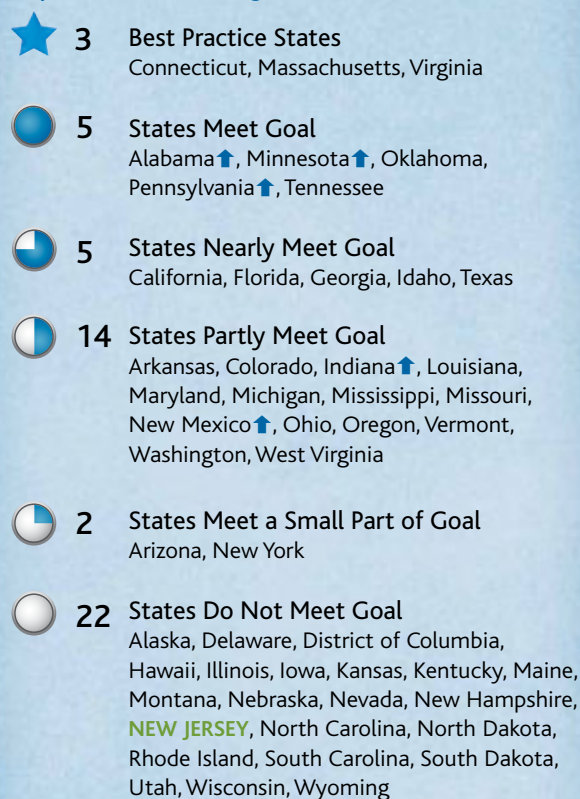 3 Best Practice States
Connecticut, Massachusetts, Virginia
5 States Meet Goal
Alabama⬆, Minnesota⬆, Oklahoma,
Pennsylvania⬆, Tennessee
5 States Nearly Meet Goal
California, Florida, Georgia, Idaho, Texas
14 States Partly Meet Goal
Arkansas, Colorado, Indiana⬆, Louisiana,
Maryland, Michigan, Mississippi, Missouri,
New Mexico⬆, Ohio, Oregon, Vermont,
Washington, West Virginia
2 States Meet a Small Part of Goal
Arizona, New York
22 States Do Not Meet Goal
Alaska, Delaware, District of Columbia,
Hawaii, Illinois, Iowa, Kansas, Kentucky, Maine,
Montana, Nebraska, Nevada, New Hampshire,
NEW JERSEY, North Carolina, North Dakota,
Rhode Island, South Carolina, South Dakota,
Utah, Wisconsin, Wyoming